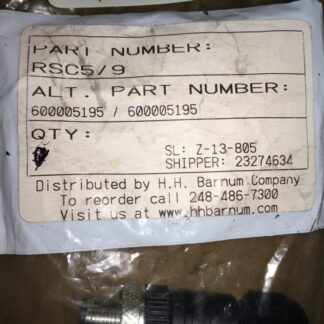 PART NUMBER:
RSC5/9
ALT. PART NUMBER:
600005195 / 600005195
QTY:
SL: Z-13-805
SHIPPER: 23274634
Distributed by H.H. Barnum Company
To reorder call 248-486-7300
Visit us at www.hhbarnum.com